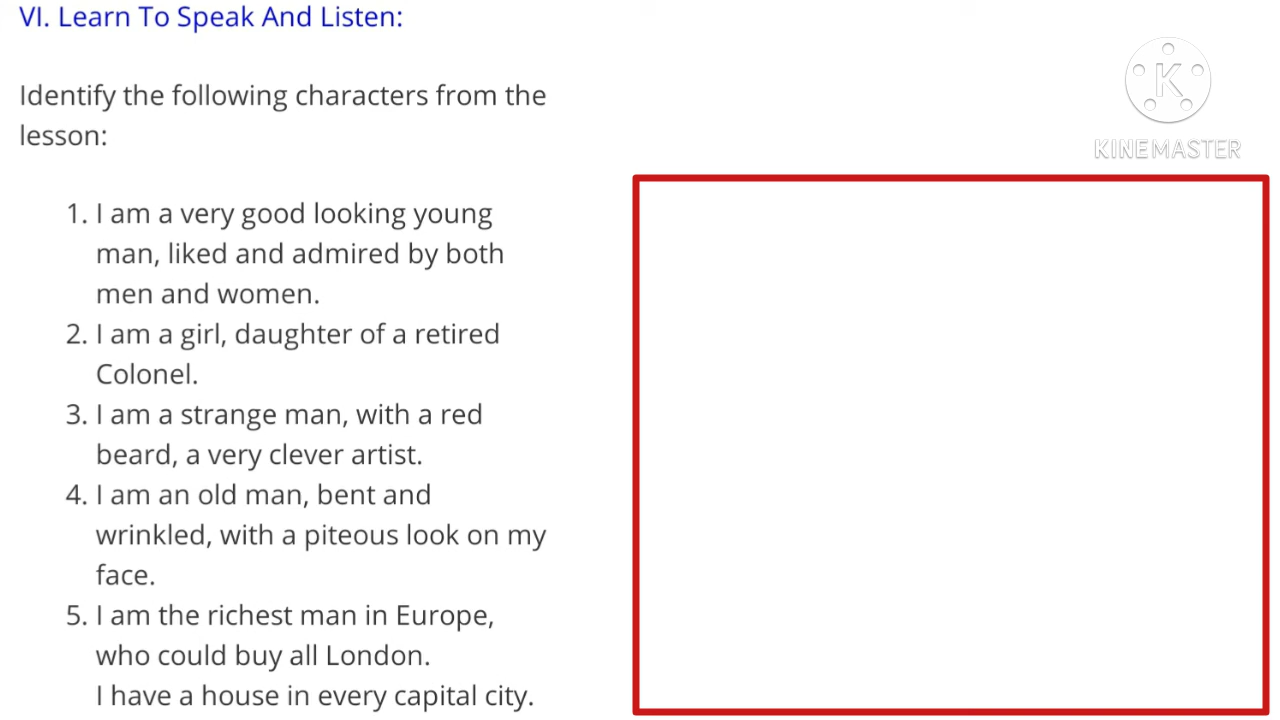 VI. Learn To Speak And Listen:
Identify the following characters from the
lesson:
1. I am a very good looking young
man, liked and admired by both
men and women.
2. I am a girl, daughter of a retired
Colonel.
3. I am a strange man, with a red
beard, a very clever artist.
4. I am an old man, bent and
wrinkled, with a piteous look on my
face.
5. I am the richest man in Europe,
who could buy all London.
I have a house in every capital city.
K
KINEMASTER